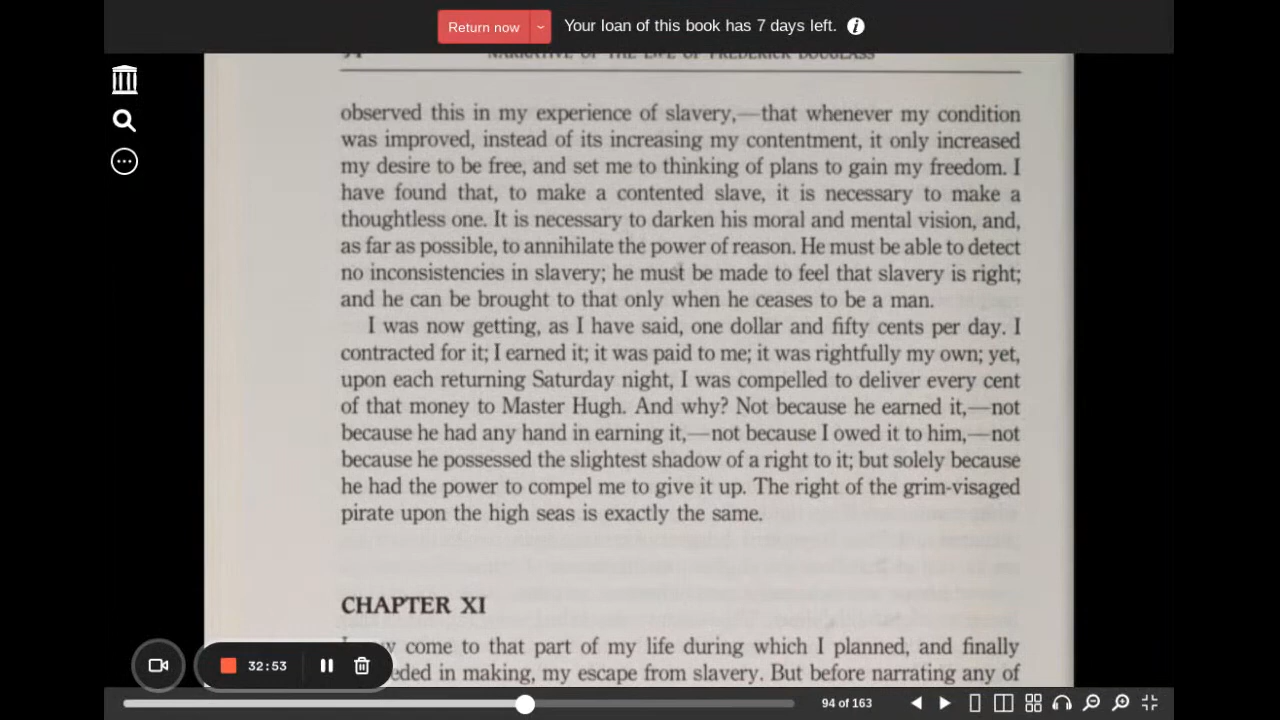 Return now
Your loan of this book has 7 days left.
94 NARRATIVE OF THE LIFE OF FREDERICK DOUGLASS
observed this in my experience of slavery,—that whenever my condition
was improved, instead of its increasing my contentment, it only increased
my desire to be free, and set me to thinking of plans to gain my freedom. I
have found that, to make a contented slave, it is necessary to make a
thoughtless one. It is necessary to darken his moral and mental vision, and,
as far as possible, to annihilate the power of reason. He must be able to detect
no inconsistencies in slavery; he must be made to feel that slavery is right;
and he can be brought to that only when he ceases to be a man.
I was now getting, as I have said, one dollar and fifty cents per day. I
contracted for it; I earned it; it was paid to me; it was rightfully my own; yet,
upon each returning Saturday night, I was compelled to deliver every cent
of that money to Master Hugh. And why? Not because he earned it,—not
because he had any hand in earning it,—not because I owed it to him,—not
because he possessed the slightest shadow of a right to it; but solely because
he had the power to compel me to give it up. The right of the grim-visaged
pirate upon the high seas is exactly the same.
CHAPTER XI
I come to that part of my life during which I planned, and finally
in making, my escape from slavery. But before narrating any of
32:53
94 of 163